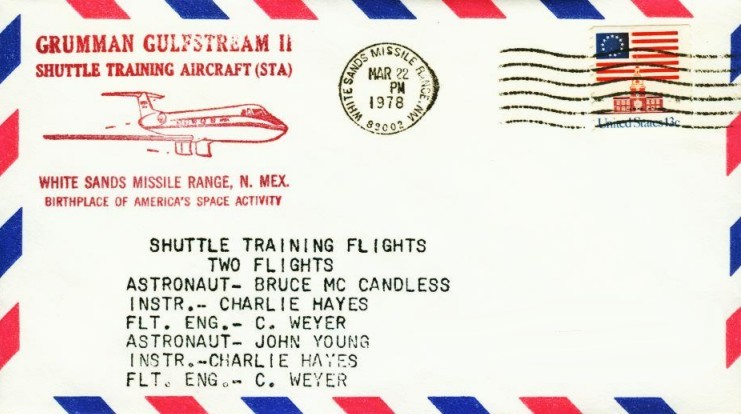 GRUMMAN GULFSTREAM II
SHUTTLE TRAINING AIRCRAFT (STA)
WHITE SANDS MISSILE RANGE, N. MEX.
BIRTHPLACE OF AMERICA'S SPACE ACTIVITY
WHITE SANDS MISSILE RANGE, NM
MAR 22
PM
1978
88002
United States 13c
SHUTTLE TRAINING FLIGHTS
TWO FLIGHTS
ASTRONAUT- BRUCE MC CANDLESS
INSTR.- CHARLIE HAYES
FLT. ENG.- C. WEYER
ASTRONAUT- JOHN YOUNG
INSTR.-CHARLIE HAYES
FLT. ENG.- C. WEYER